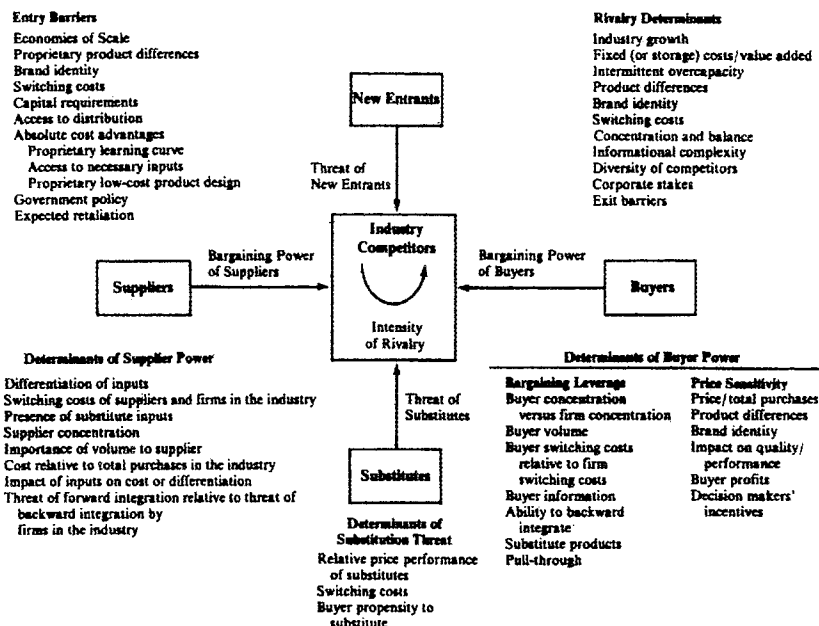 Entry Barriers
Economies of Scale
Proprietary product differences
Brand identity
Switching costs
Capital requirements
Access to distribution
Absolute cost advantages
Proprietary learning curve
Access to necessary inputs
Proprietary low-cost product design
Government policy
Expected retaliation
Rivalry Determinants
Industry growth
Fixed (or storage) costs/value added
Intermittent overcapacity
Product differences
Brand identity
Switching costs
Concentration and balance
Informational complexity
Diversity of competitors
Corporate stakes
Exit barriers
New Entrants
Threat of
New Entrants
Industry
Competitors
Intensity
of Rivalry
Bargaining Power
of Suppliers
Suppliers
Bargaining Power
of Buyers
Buyers
Determinants of Supplier Power
Differentiation of inputs
Switching costs of suppliers and firms in the industry
Presence of substitute inputs
Supplier concentration
Importance of volume to supplier
Cost relative to total purchases in the industry
Impact of inputs on cost or differentiation
Threat of forward integration relative to threat of
backward integration by
firms in the industry
Threat of
Substitutes
Substitutes
Determinants of
Substitution Threat
Relative price performance
of substitutes
Switching costs
Buyer propensity to
substitute
Determinants of Buyer Power
Bargaining Leverage
Buyer concentration
versus firm concentration
Buyer volume
Buyer switching costs
relative to firm
switching costs
Buyer information
Ability to backward
integrate
Substitute products
Pull-through
Price Sensitivity
Price/total purchases
Product differences
Brand identity
Impact on quality/
performance
Buyer profits
Decision makers'
incentives